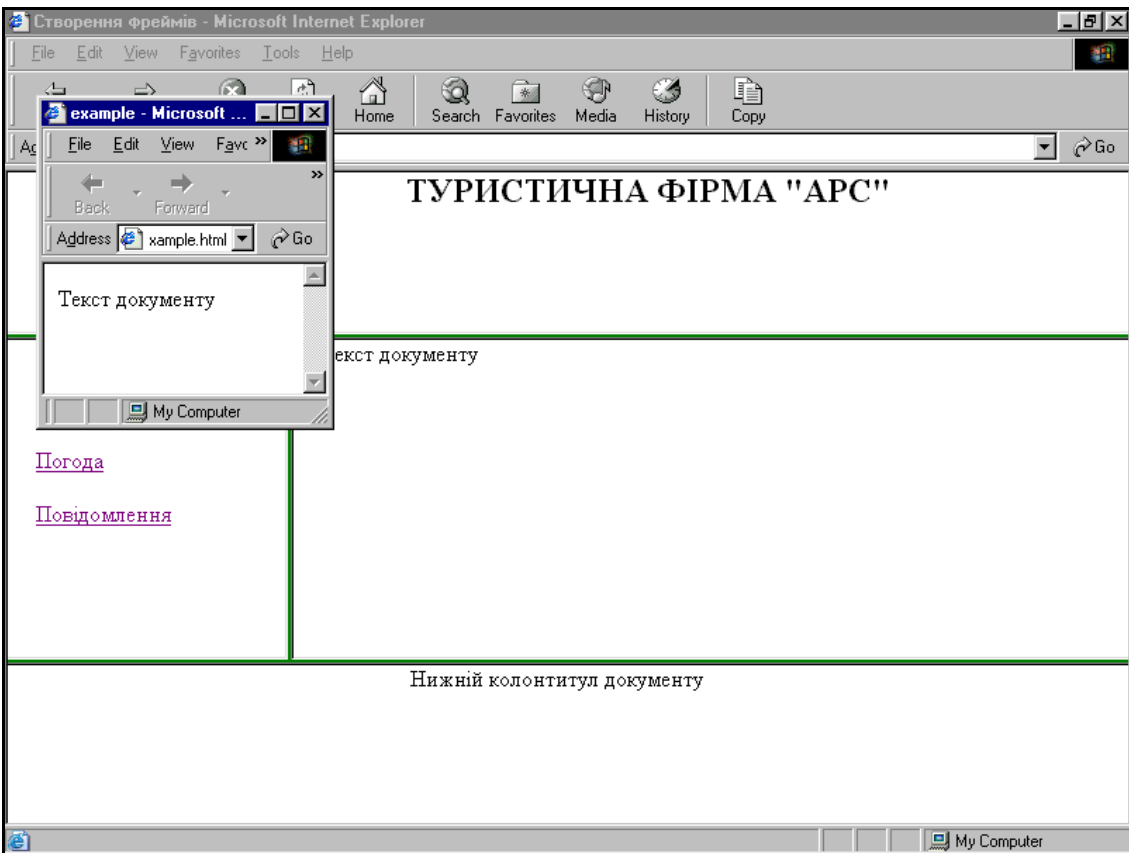 Створення фреймів - Microsoft Internet Explorer
File Edit View Favorites Tools Help
Home Search Favorites Media History Copy
example - Microsoft ...
File Edit View Favc »
Back Forward »
Address xample.html Go
Текст документу
My Computer
Go
ТУРИСТИЧНА ФІРМА "АРС"
екст документу
Погода
Повідомлення
Нижній колонтитул документу
My Computer